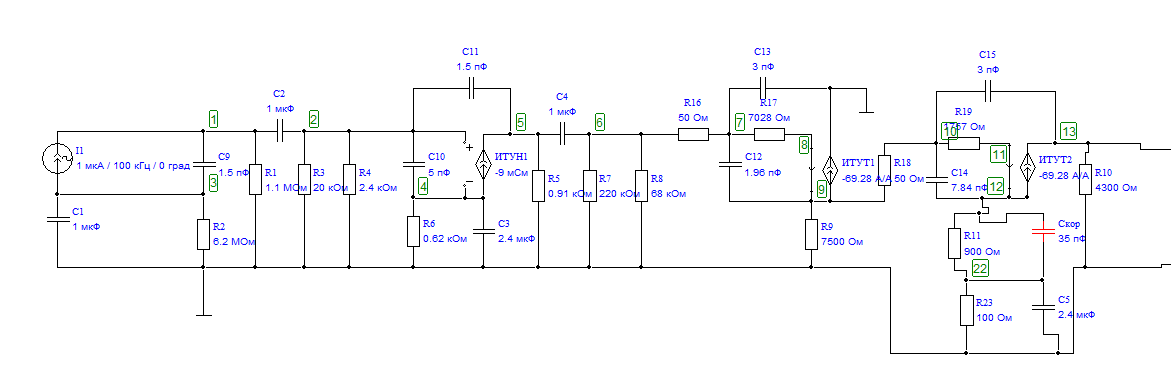 C11
1.5 пФ
C13
3 пФ
C15
3 пФ
C2
1 мкФ
C4
1 мкФ
R16
50 Ом
R17
7028 Ом
R19
1767 Ом
1
2
5
6
7
8
10
11
13
I1
1 мкА / 100 кГц / 0 град
C9
1.5 пФ
3
R1
1.1 МОм
R3
20 кОм
R4
2.4 кОм
C10
5 пФ
4
+
-
ИТУН1
-9 мСм
R5
0.91 кОм
R7
220 кОм
R8
68 кОм
C12
1.96 пФ
9
ИТУТ1
-69.28 А/А
R18
50 Ом
C14
7.84 пФ
12
ИТУТ2
-69.28 А/А
R10
4300 Ом
C1
1 мкФ
R2
6.2 МОм
R6
0.62 кОм
C3
2.4 мкФ
R9
7500 Ом
R11
900 Ом
Cкор
35 пФ
22
R23
100 Ом
C5
2.4 мкФ